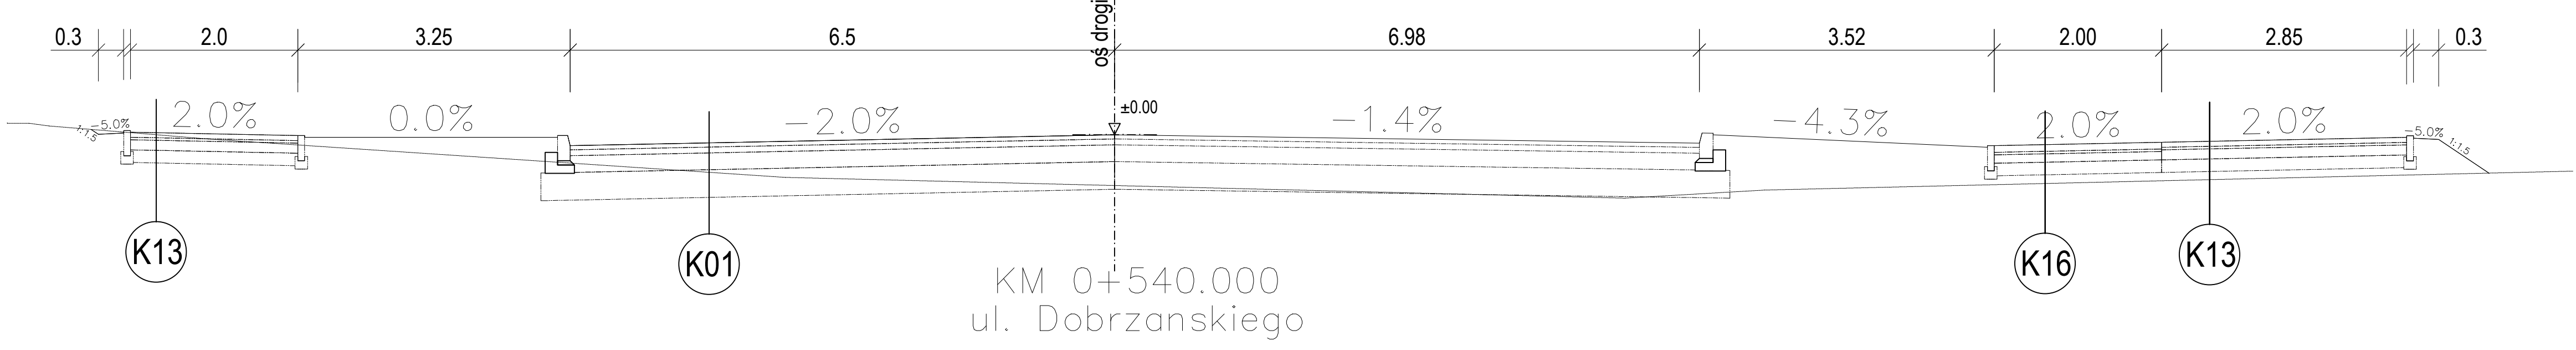 oś drogi
0.3 2.0 3.25 6.5 6.98 3.52 2.00 2.85 0.3
±0.00
1:1.5 -5.0% 2.0% 0.0% -2.0% -1.4% -4.3% 2.0% 2.0% -5.0% 1:1.5
K13 K01 K16 K13
KM 0+540.000
ul. Dobrzanskiego